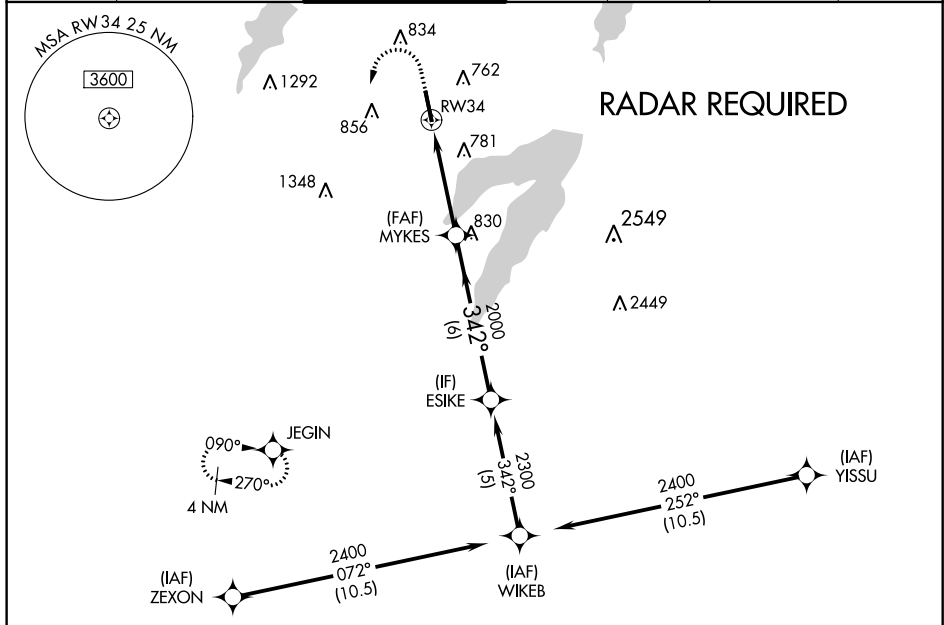 MSA RW34 25 NM
3600
834
1292
762
856
RW34
RADAR REQUIRED
781
1348
(FAF)
MYKES
830
2549
2449
2000
342°
(6)
(IF)
ESIKE
JEGIN
090°
270°
4 NM
2300
342°
(5)
(IAF)
YISSU
2400
252°
(10.5)
2400
072°
(10.5)
(IAF)
ZEXON
(IAF)
WIKEB